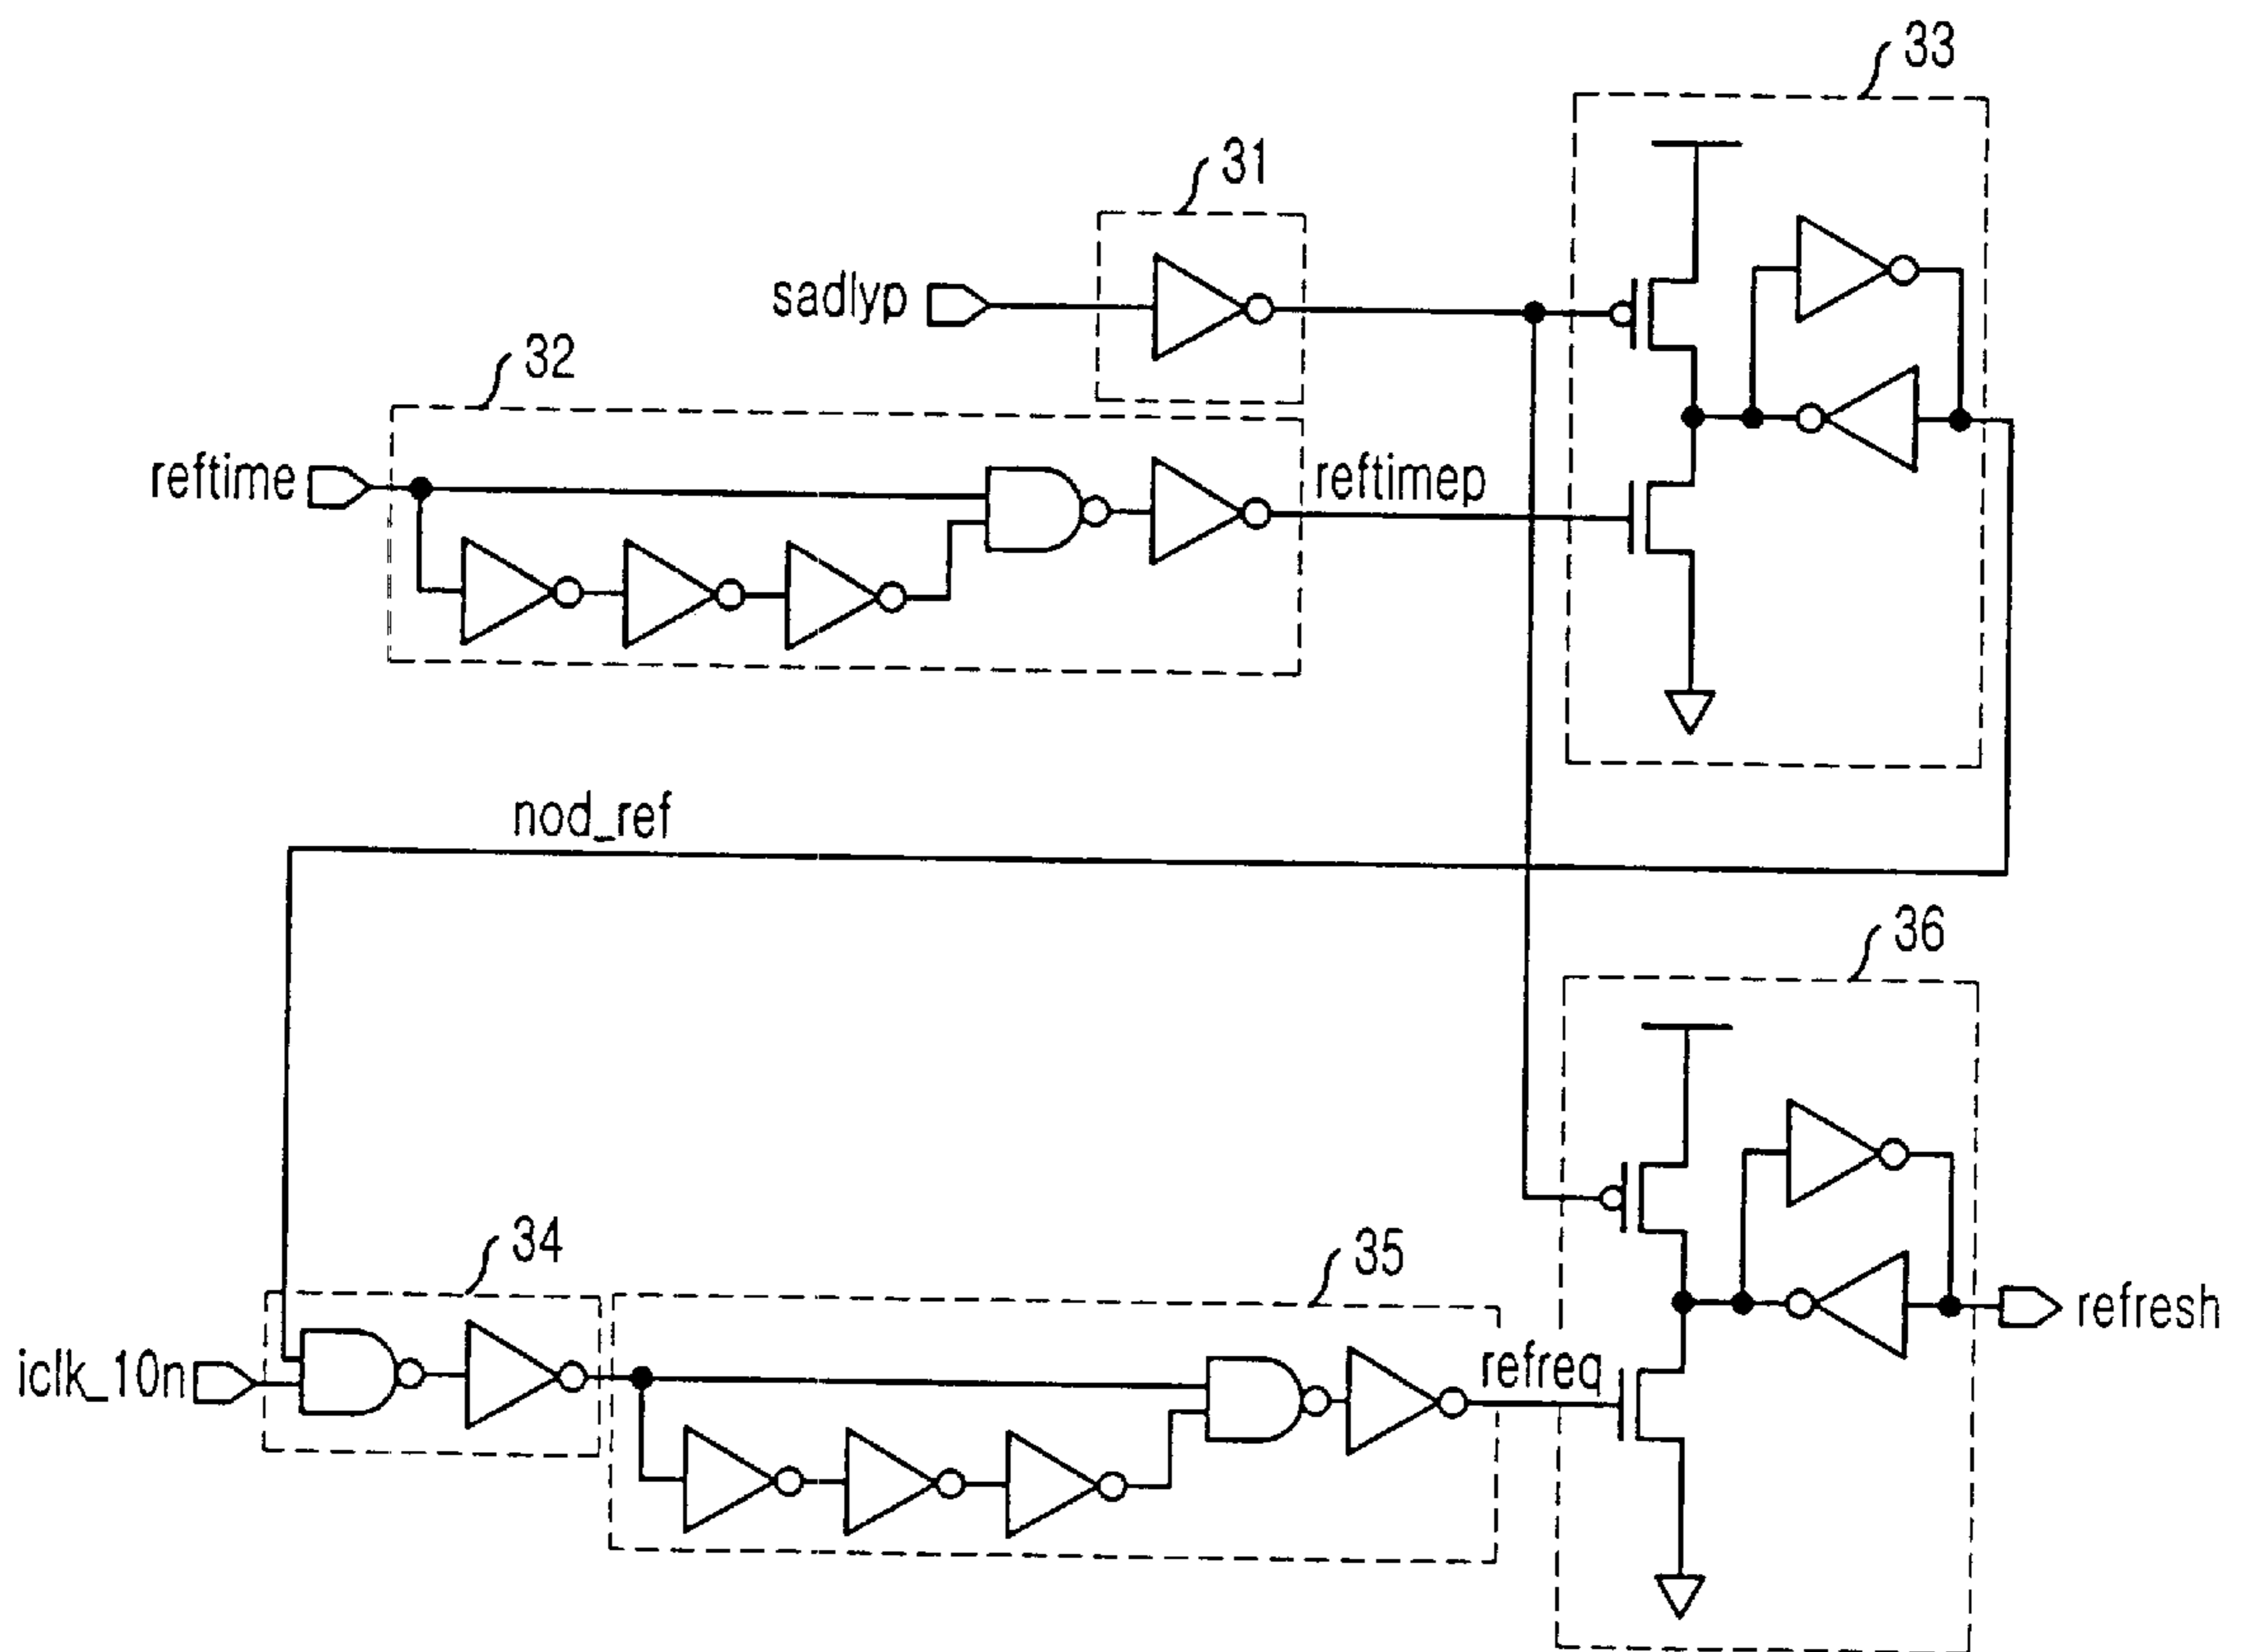 33
31
sadlyp
32
reftime
reftimep
nod_ref
36
34
35
refresh
iclk_10n
refreq